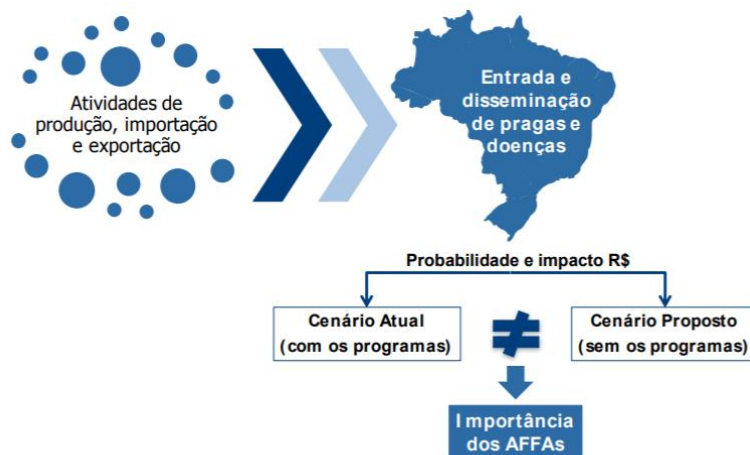 Atividades de
produção, importação
e exportação
Entrada e
disseminação
de pragas e
doenças
Probabilidade e impacto R$
Cenário Atual
(com os programas)
≠
Cenário Proposto
(sem os programas)
Importância
dos AFFAs